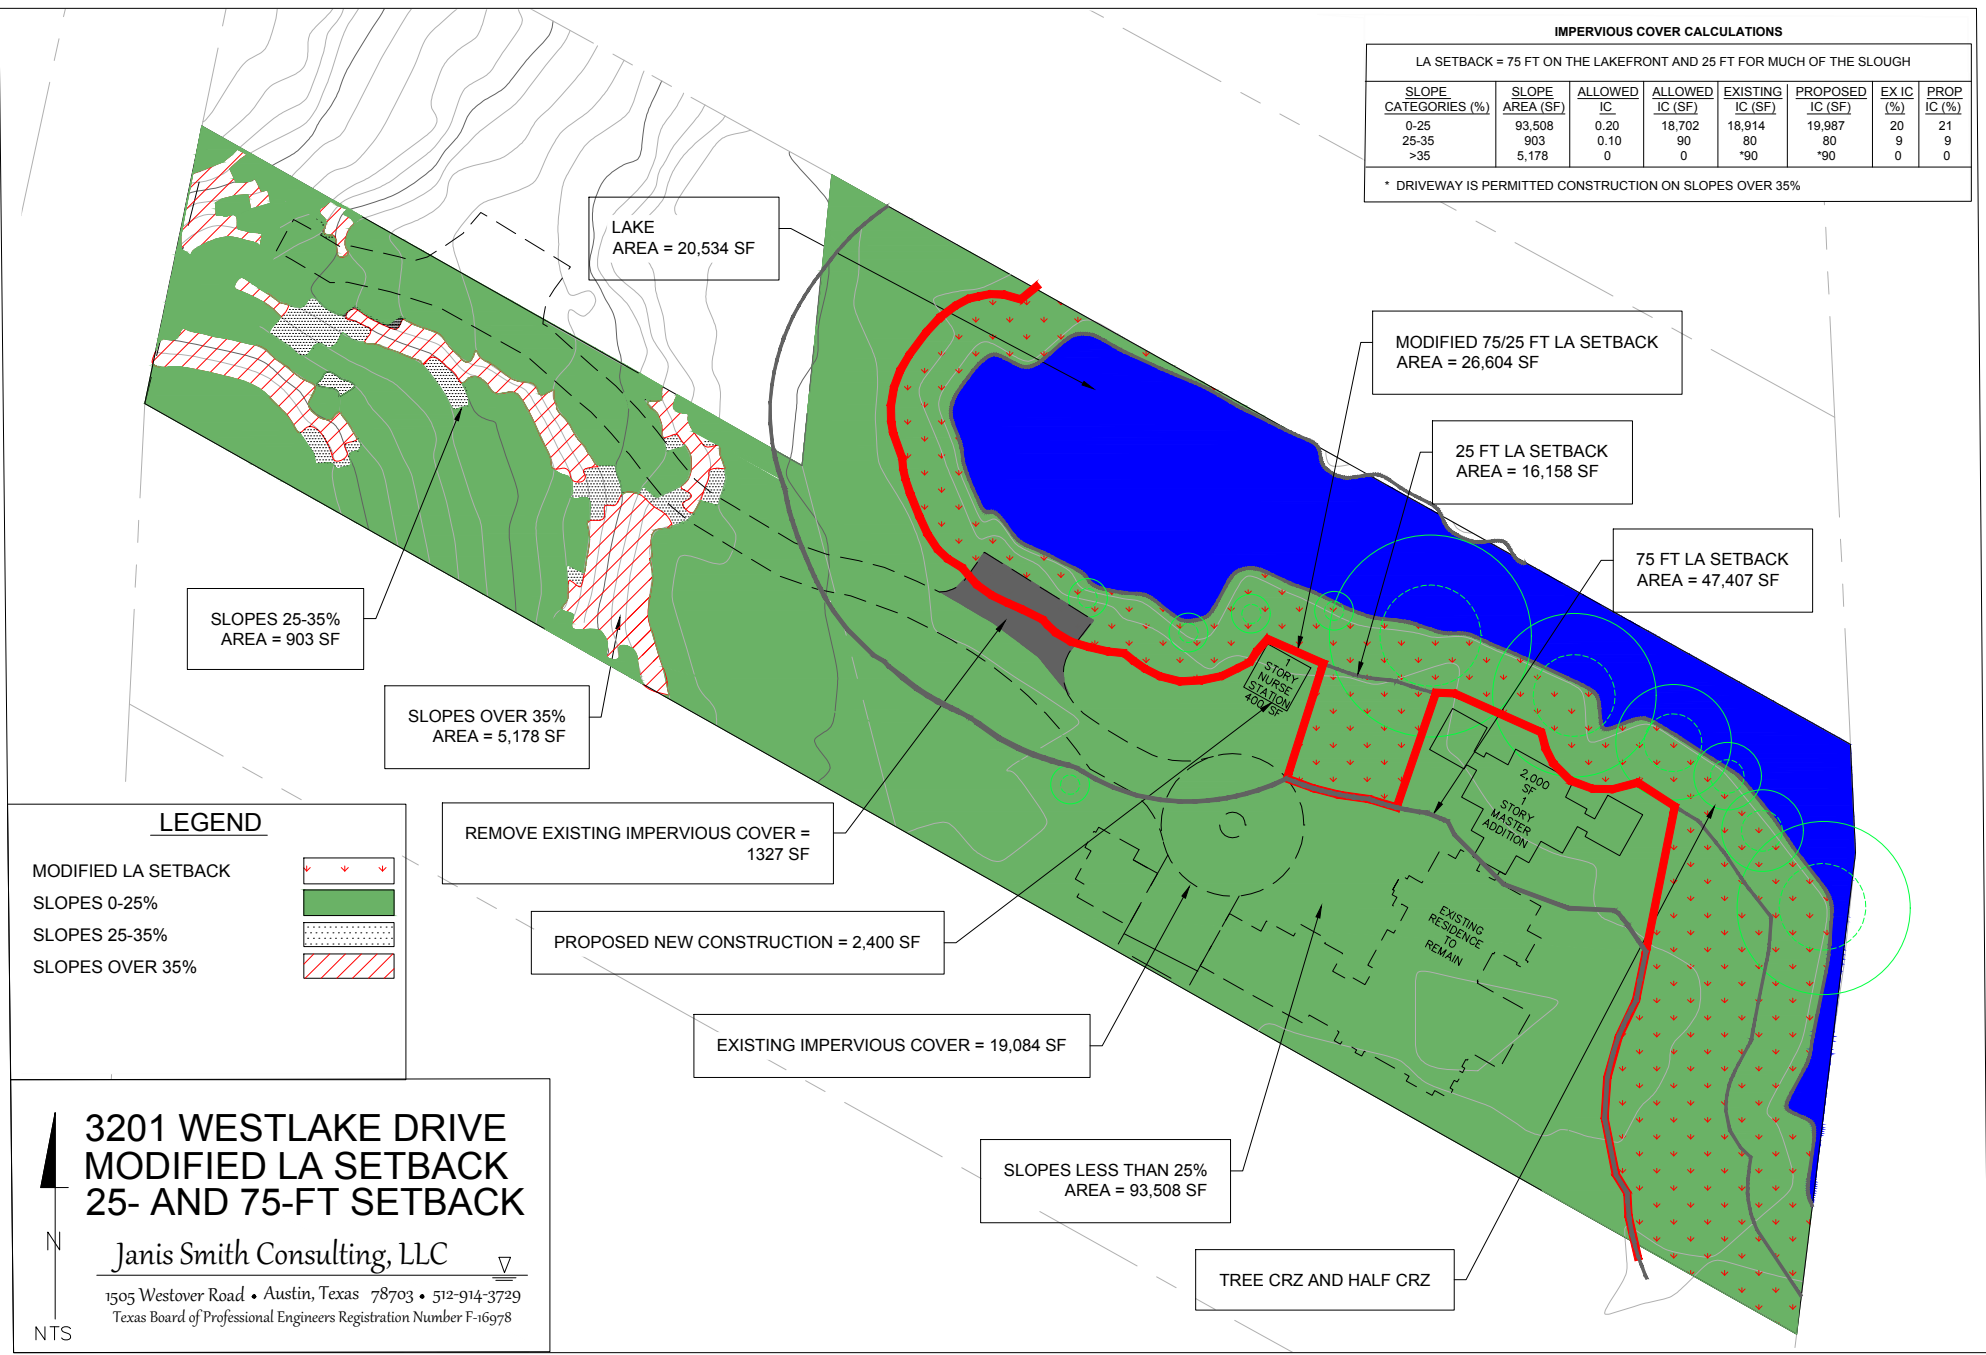 IMPERVIOUS COVER CALCULATIONS
LA SETBACK = 75 FT ON THE LAKEFRONT AND 25 FT FOR MUCH OF THE SLOUGH
SLOPE CATEGORIES (%) SLOPE AREA (SF) ALLOWED IC ALLOWED IC (SF) EXISTING IC (SF) PROPOSED IC (SF) EX IC (%) PROP IC (%)
0-25 93,508 0.20 18,702 18,914 19,987 20 21
25-35 903 0.10 90 80 80 9 9
>35 5,178 0 0 *90 *90 0 0
* DRIVEWAY IS PERMITTED CONSTRUCTION ON SLOPES OVER 35%
LAKE
AREA = 20,534 SF
MODIFIED 75/25 FT LA SETBACK
AREA = 26,604 SF
25 FT LA SETBACK
AREA = 16,158 SF
75 FT LA SETBACK
AREA = 47,407 SF
SLOPES 25-35%
AREA = 903 SF
SLOPES OVER 35%
AREA = 5,178 SF
1
STORY
NURSE
STATION
400 SF
2,000
SF
1
STORY
MASTER
ADDITION
EXISTING
RESIDENCE
TO
REMAIN
REMOVE EXISTING IMPERVIOUS COVER =
1327 SF
PROPOSED NEW CONSTRUCTION = 2,400 SF
EXISTING IMPERVIOUS COVER = 19,084 SF
SLOPES LESS THAN 25%
AREA = 93,508 SF
TREE CRZ AND HALF CRZ
LEGEND
MODIFIED LA SETBACK
SLOPES 0-25%
SLOPES 25-35%
SLOPES OVER 35%
N
NTS
3201 WESTLAKE DRIVE
MODIFIED LA SETBACK
25- AND 75-FT SETBACK
Janis Smith Consulting, LLC
1505 Westover Road • Austin, Texas 78703 • 512-914-3729
Texas Board of Professional Engineers Registration Number F-16978